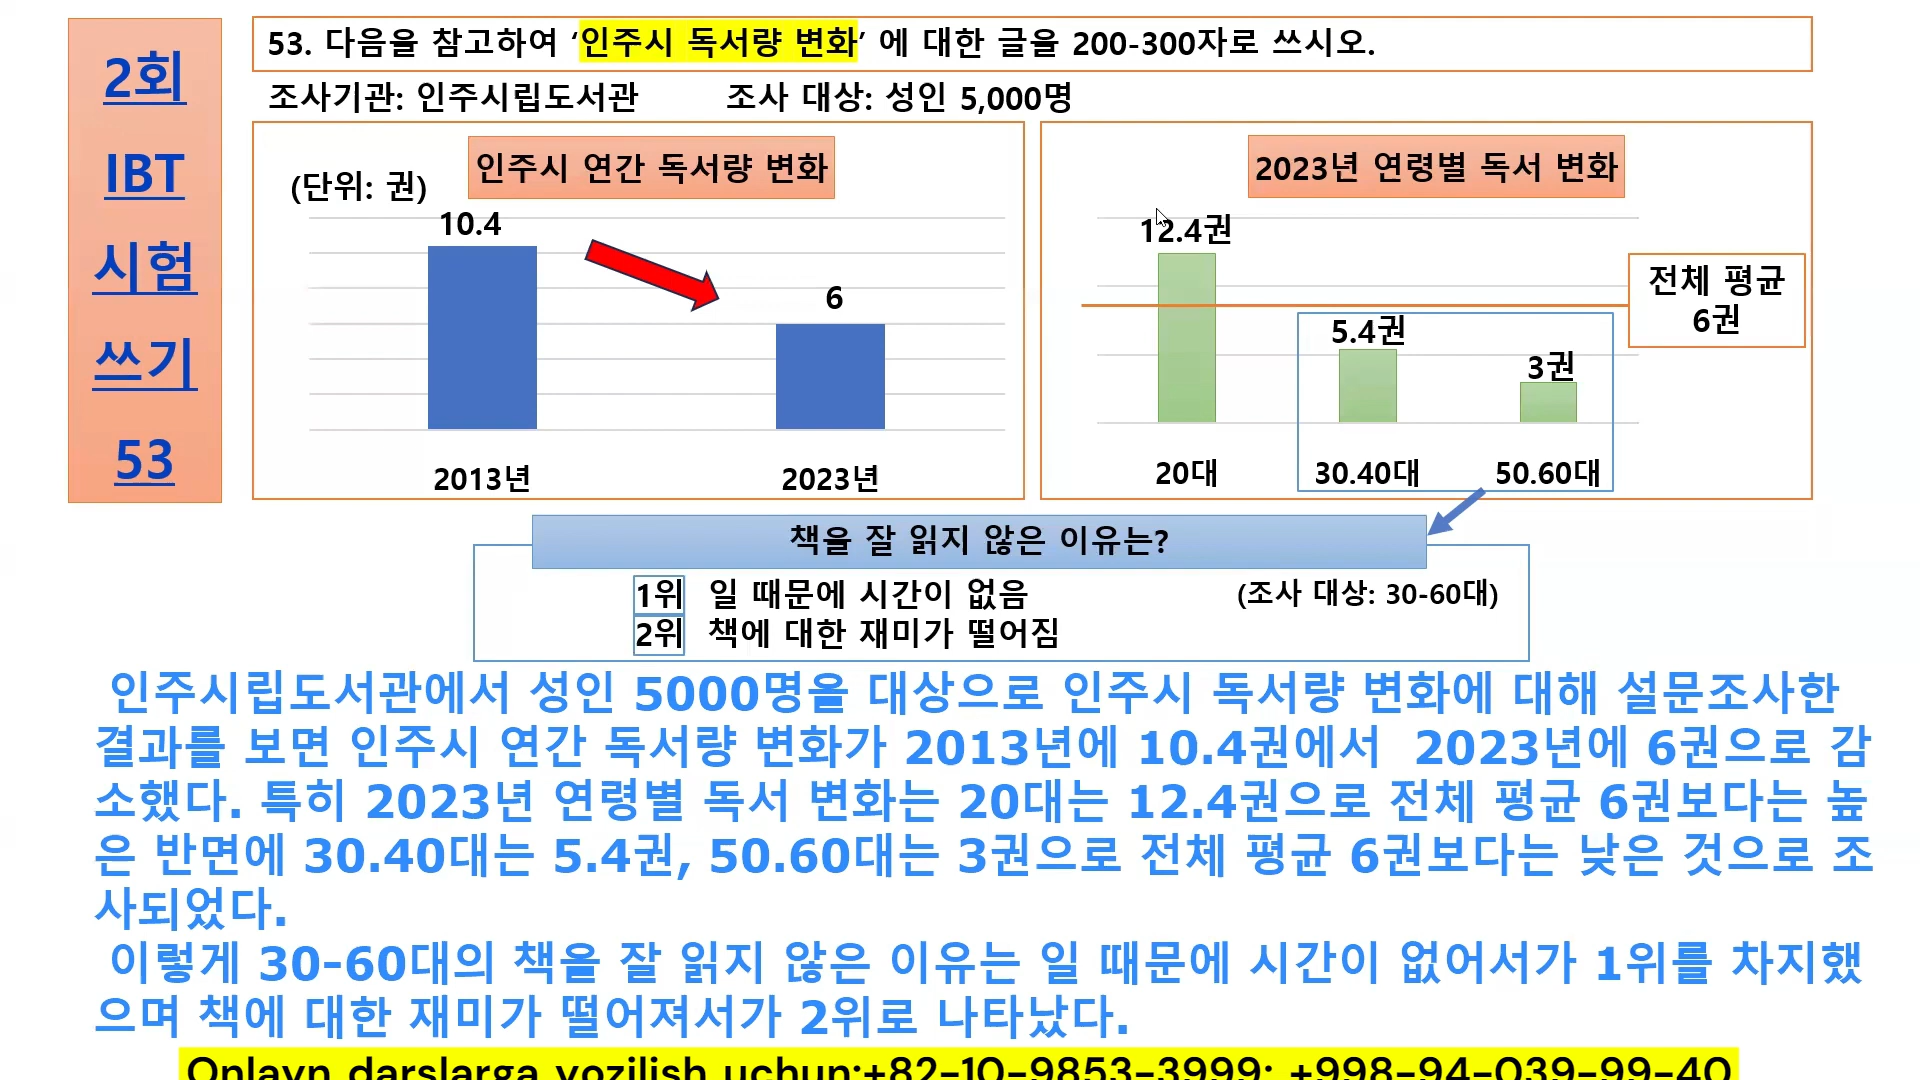 2회
IBT
시험
쓰기
53
53. 다음을 참고하여 ‘인주시 독서량 변화’ 에 대한 글을 200-300자로 쓰시오.
조사기관: 인주시립도서관 조사 대상: 성인 5,000명
인주시 연간 독서량 변화
(단위: 권)
10.4
6
2013년 2023년
2023년 연령별 독서 변화
12.4권
전체 평균
6권
5.4권
3권
20대 30.40대 50.60대
책을 잘 읽지 않은 이유는?
1위 일 때문에 시간이 없음 (조사 대상: 30-60대)
2위 책에 대한 재미가 떨어짐
인주시립도서관에서 성인 5000명을 대상으로 인주시 독서량 변화에 대해 설문조사한
결과를 보면 인주시 연간 독서량 변화가 2013년에 10.4권에서 2023년에 6권으로 감
소했다. 특히 2023년 연령별 독서 변화는 20대는 12.4권으로 전체 평균 6권보다는 높
은 반면에 30.40대는 5.4권, 50.60대는 3권으로 전체 평균 6권보다는 낮은 것으로 조
사되었다.
이렇게 30-60대의 책을 잘 읽지 않은 이유는 일 때문에 시간이 없어서가 1위를 차지했
으며 책에 대한 재미가 떨어져서가 2위로 나타났다.
Onlayn darslarga yozilish uchun:+82-10-9853-3999; +998-94-039-99-40